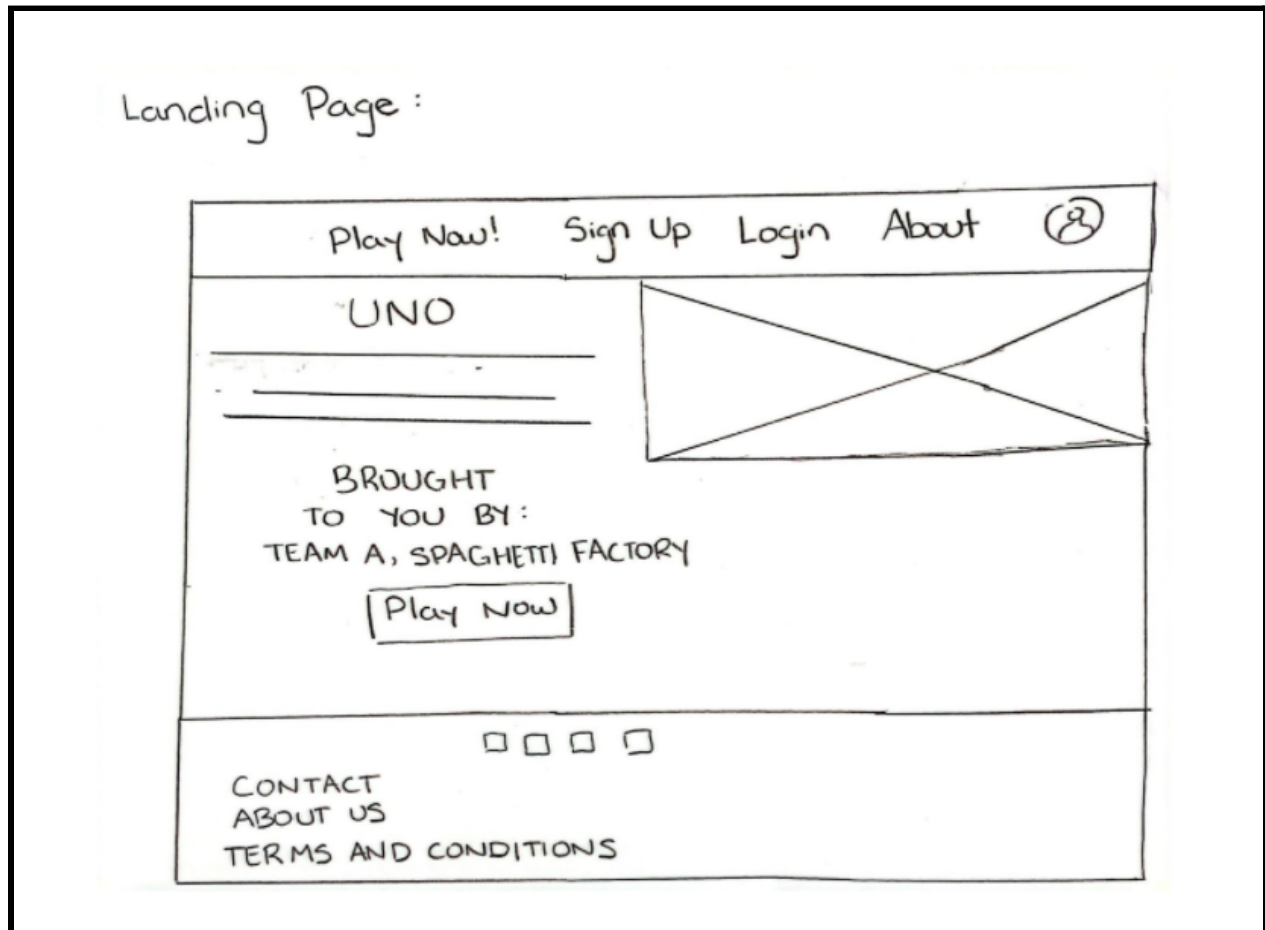 Landing Page:
Play Now! Sign Up Login About
UNO
BROUGHT
TO YOU BY:
TEAM A, SPAGHETTI FACTORY
Play Now
CONTACT
ABOUT US
TERMS AND CONDITIONS